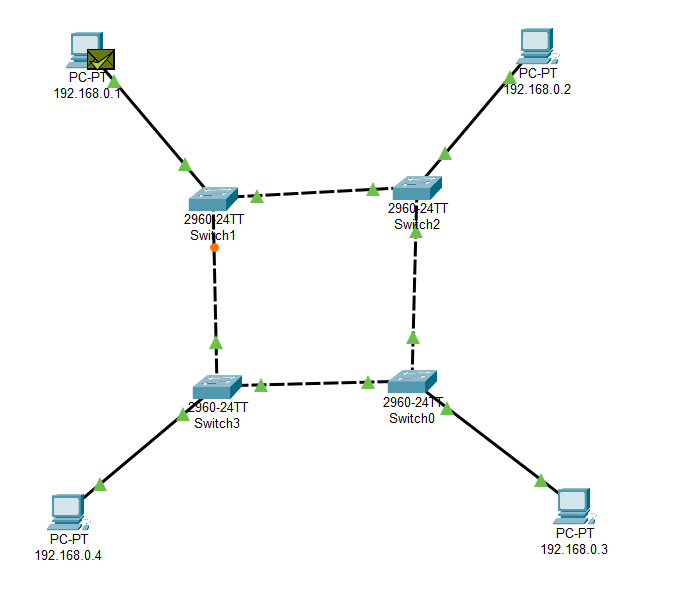 PC-PT
192.168.0.1
PC-PT
192.168.0.2
2960-24TT
Switch1
2960-24TT
Switch2
2960-24TT
Switch3
2960-24TT
Switch0
PC-PT
192.168.0.4
PC-PT
192.168.0.3